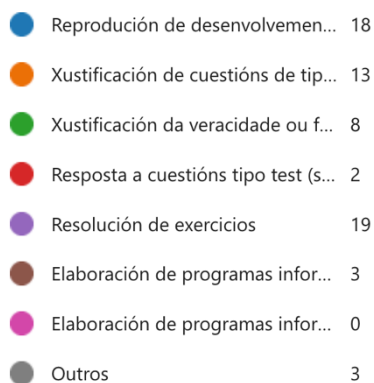 Reprodución de desenvolvemen... 18
Xustificación de cuestións de tip... 13
Xustificación da veracidade ou f... 8
Resposta a cuestións tipo test (s... 2
Resolución de exercicios 19
Elaboración de programas infor... 3
Elaboración de programas infor... 0
Outros 3